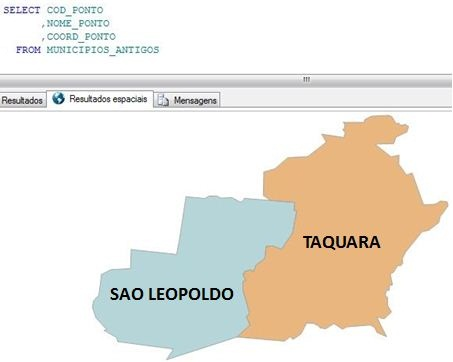 SELECT COD_PONTO
,NOME_PONTO
,COORD_PONTO
FROM MUNICIPIOS_ANTIGOS
Resultados Resultados espaciais Mensagens
TAQUARA
SAO LEOPOLDO